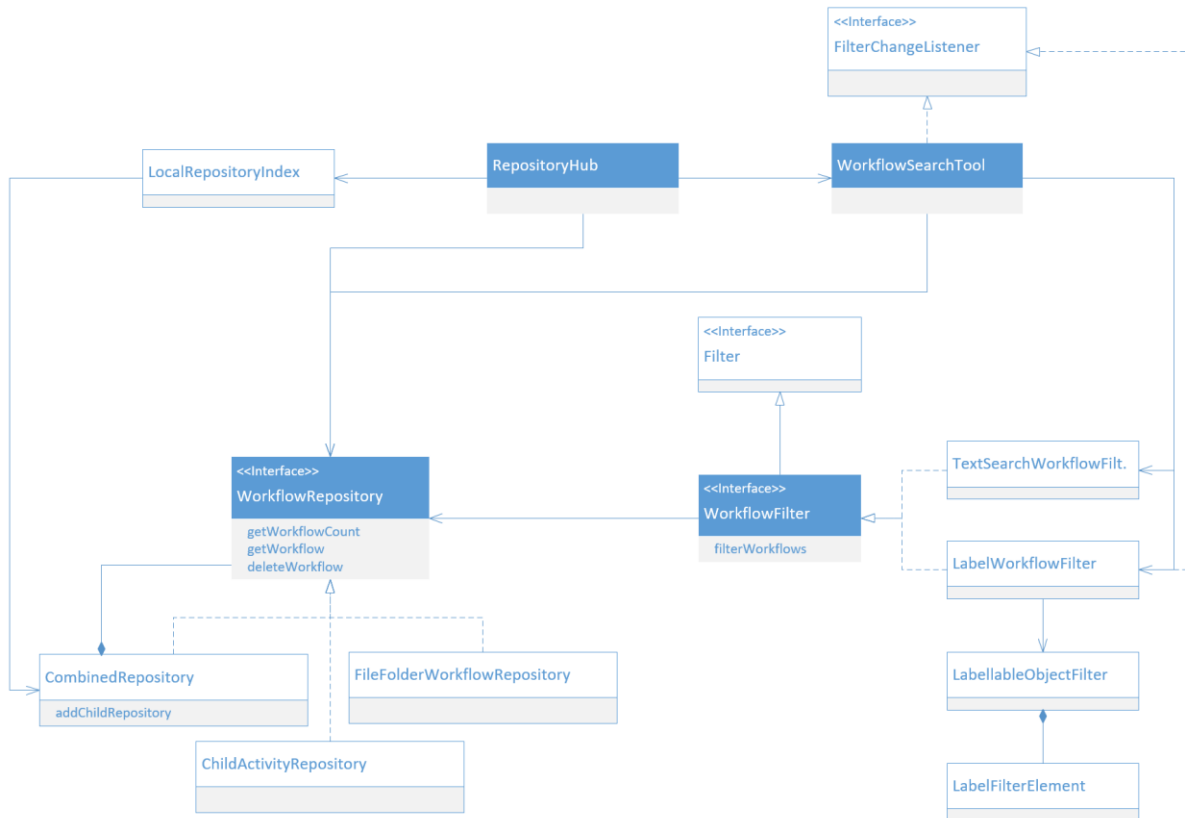 <<Interface>>
FilterChangeListener
LocalRepositoryIndex
RepositoryHub
WorkflowSearchTool
<<Interface>>
Filter
<<Interface>>
WorkflowRepository
getWorkflowCount
getWorkflow
deleteWorkflow
<<Interface>>
WorkflowFilter
filterWorkflows
TextSearchWorkflowFilt.
LabelWorkflowFilter
CombinedRepository
addChildRepository
FileFolderWorkflowRepository
LabellableObjectFilter
ChildActivityRepository
LabelFilterElement